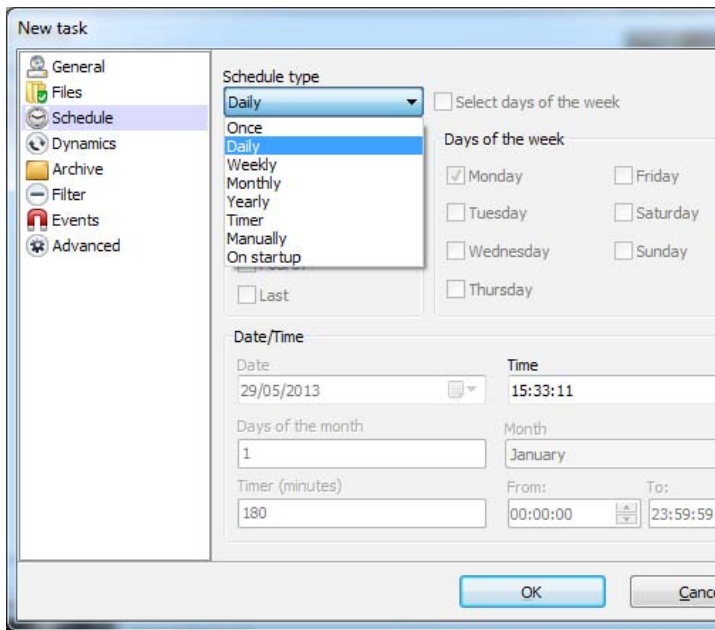 New task
General
Files
Schedule
Dynamics
Archive
Filter
Events
Advanced
Schedule type
Daily
Select days of the week
Once
Daily
Weekly
Monthly
Yearly
Timer
Manually
On startup
Last
Days of the week
Monday
Friday
Tuesday
Saturday
Wednesday
Sunday
Thursday
Date/Time
Date
Time
29/05/2013
15:33:11
Days of the month
Month
1
January
Timer (minutes)
From:
To:
180
00:00:00
23:59:59
OK